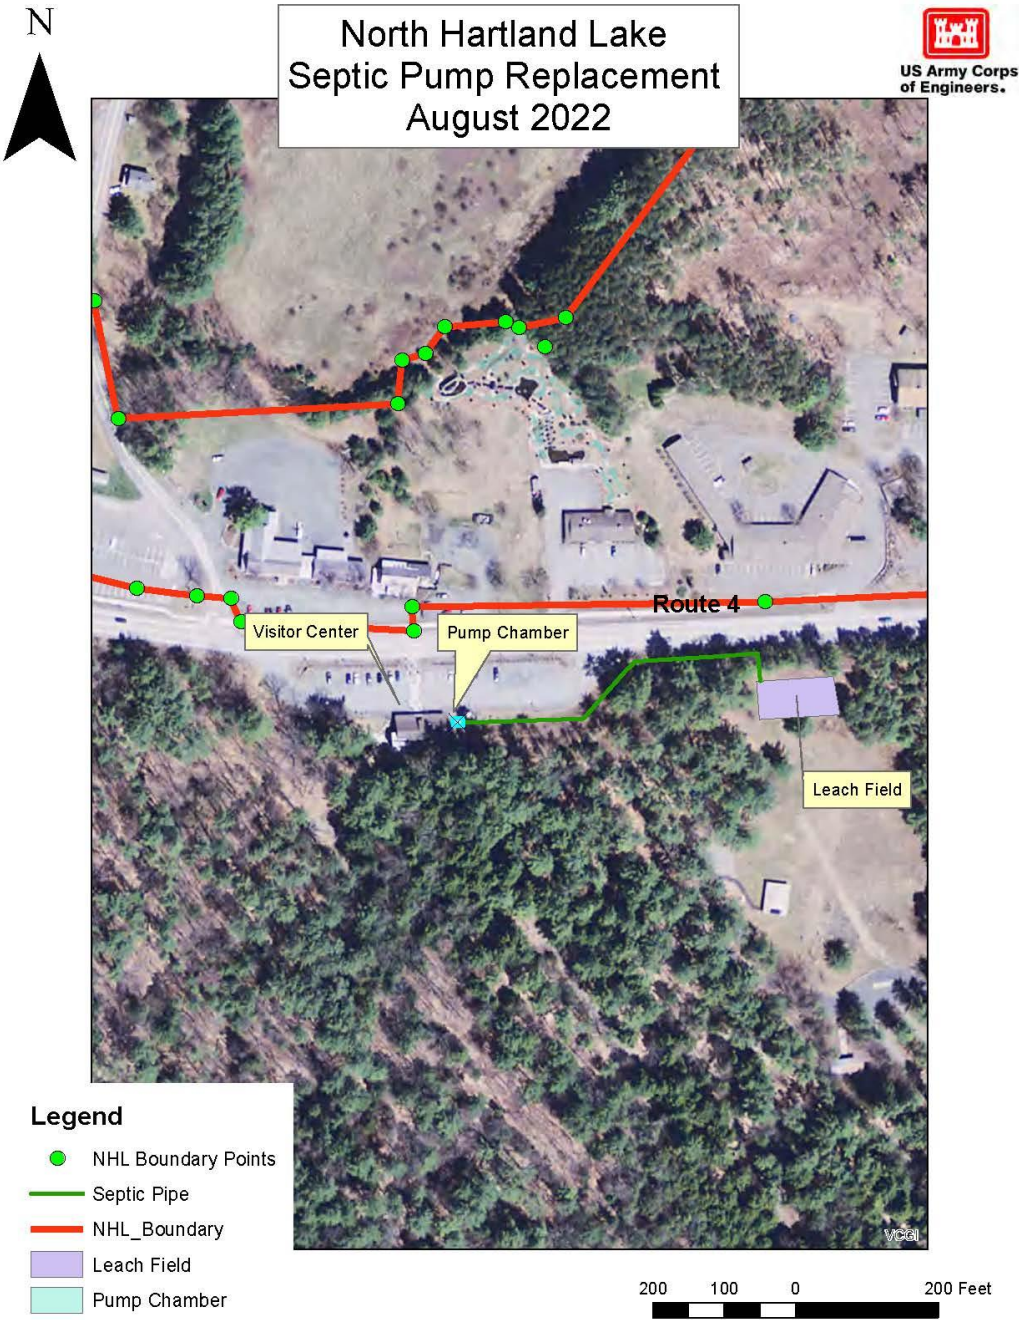 N
North Hartland Lake
Septic Pump Replacement
August 2022
US Army Corps
of Engineers.
Route 4
Visitor Center
Pump Chamber
Leach Field
Legend
NHL Boundary Points
Septic Pipe
NHL_Boundary
Leach Field
Pump Chamber
VCGI
200 100 0 200 Feet